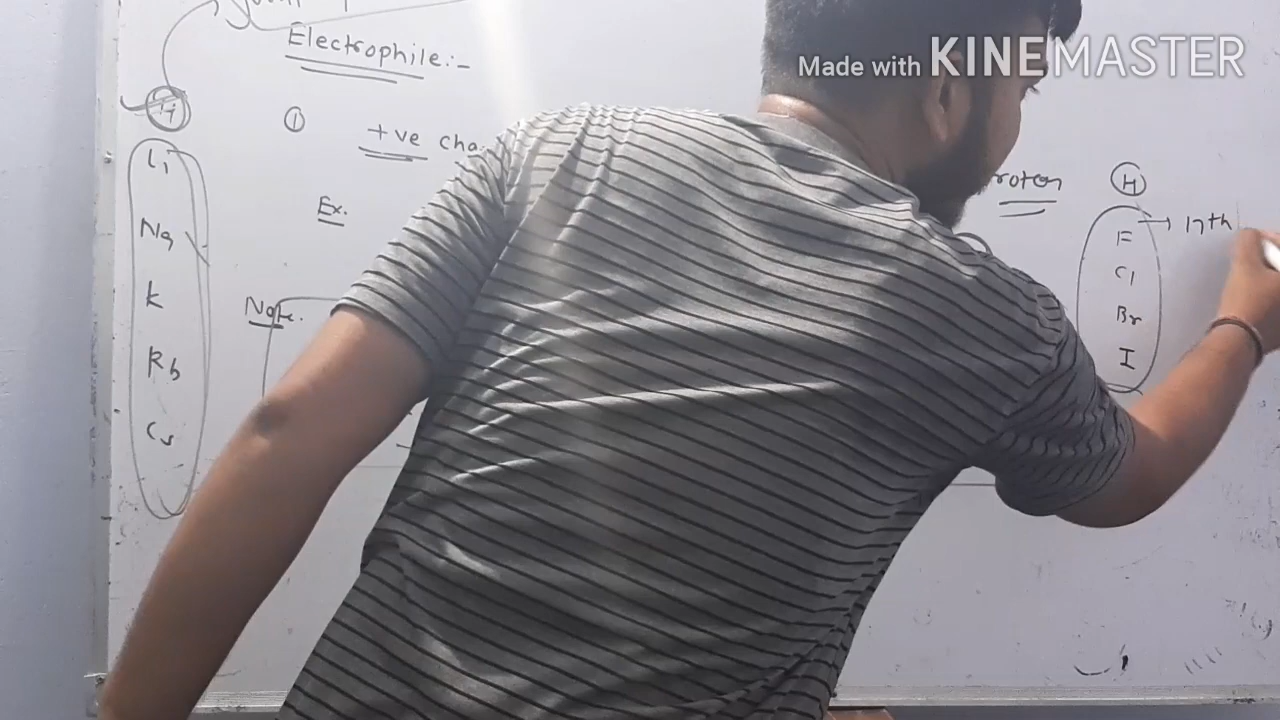 Made with KINEMASTER
Electrophile:-
H
①
+ve cha
Ex.
Note.
Li
Na
K
Rb
Cs
roton
H
F → 17th
Cl
Br
I